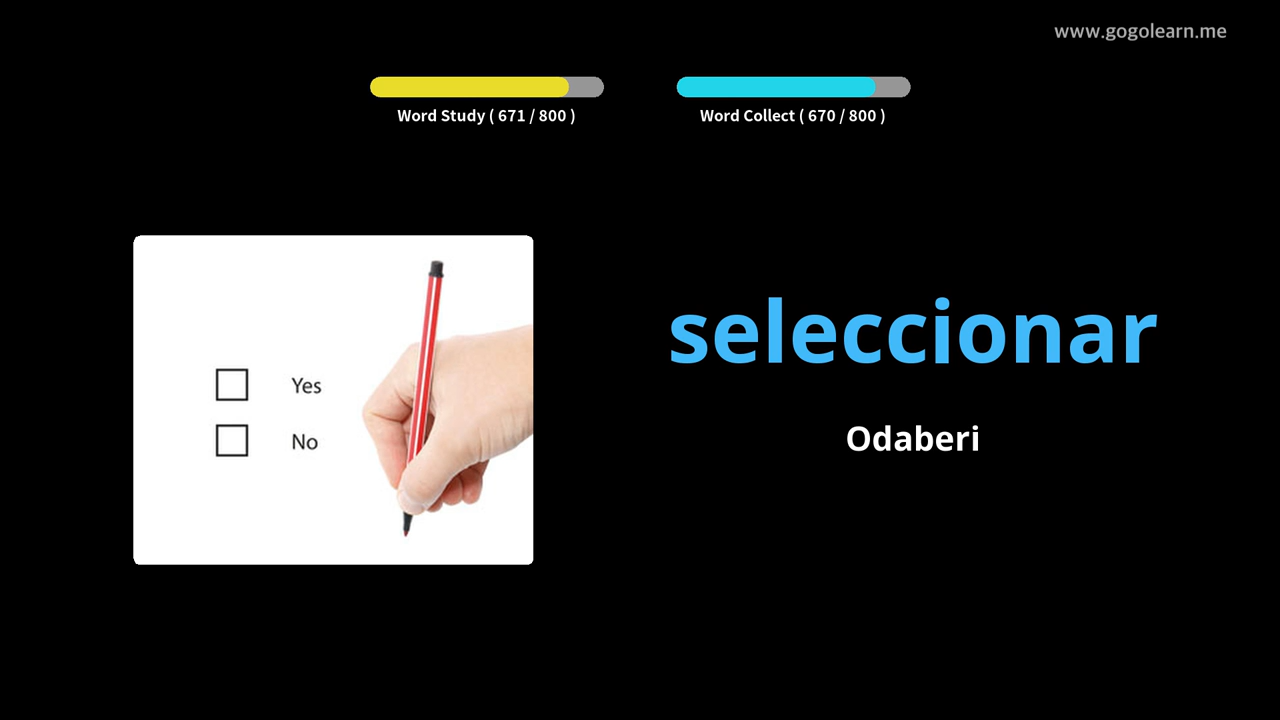 www.gogolearn.me
Word Study ( 671 / 800 )
Word Collect ( 670 / 800 )
Yes
No
seleccionar
Odaberi